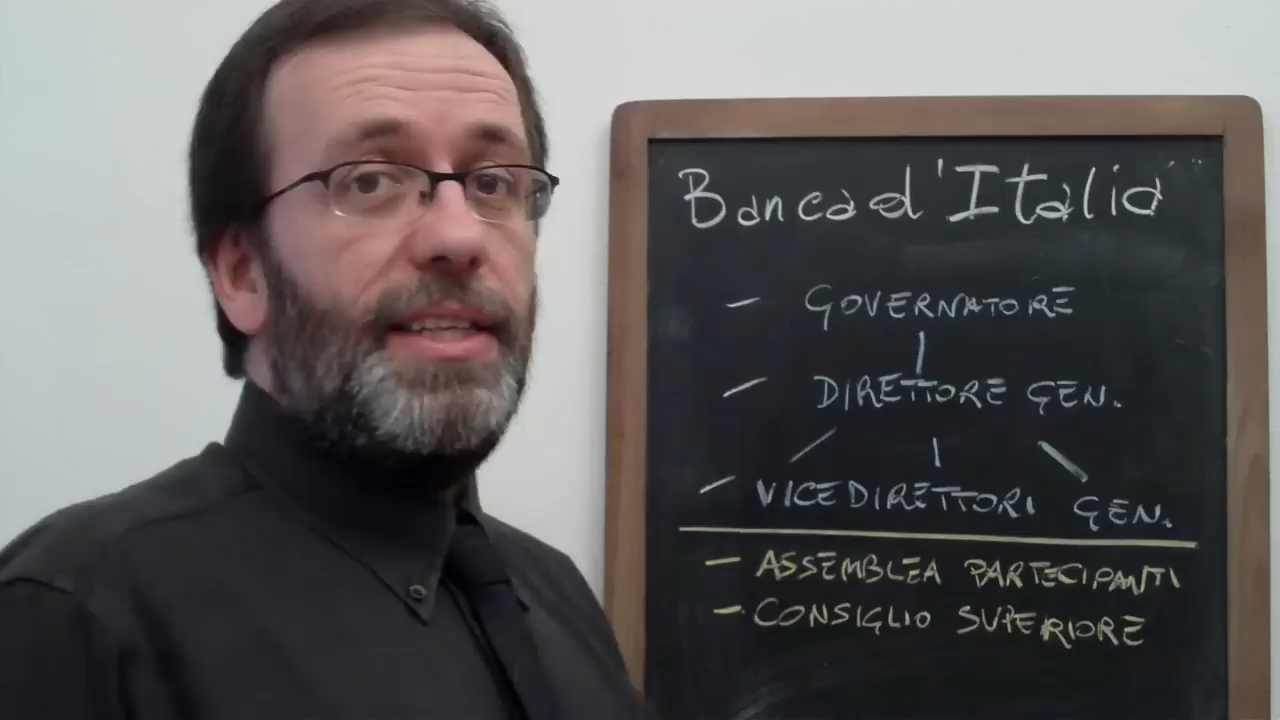 Banca d'Italia
- GOVERNATORE
- DIRETTORE GEN.
- VICEDIRETTORI GEN.
- ASSEMBLEA PARTECIPANTI
- CONSIGLIO SUPERIORE